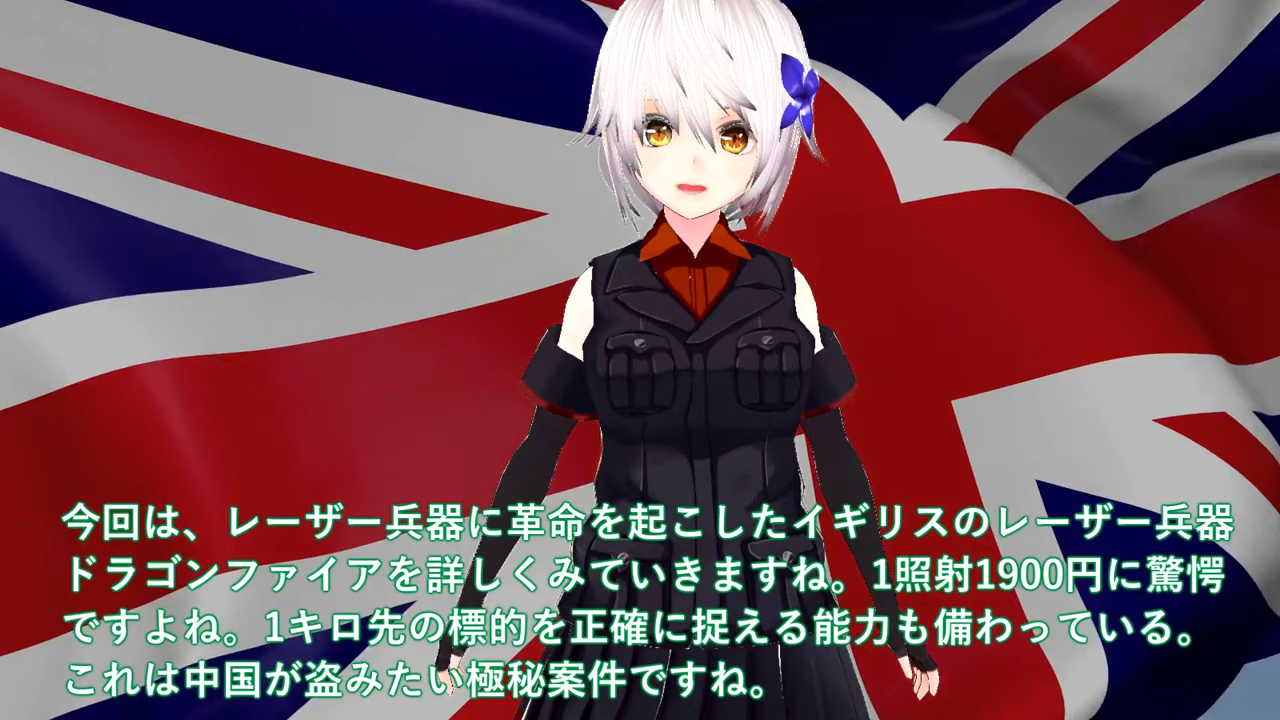 今回は、レーザー兵器に革命を起こしたイギリスのレーザー兵器
ドラゴンファイアを詳しくみていきますね。1照射1900円に驚愕
ですよね。1キロ先の標的を正確に捉える能力も備わっている。
これは中国が盗みたい極秘案件ですね。